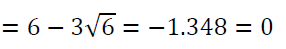 = 6 − 3√6 = −1.348 = 0